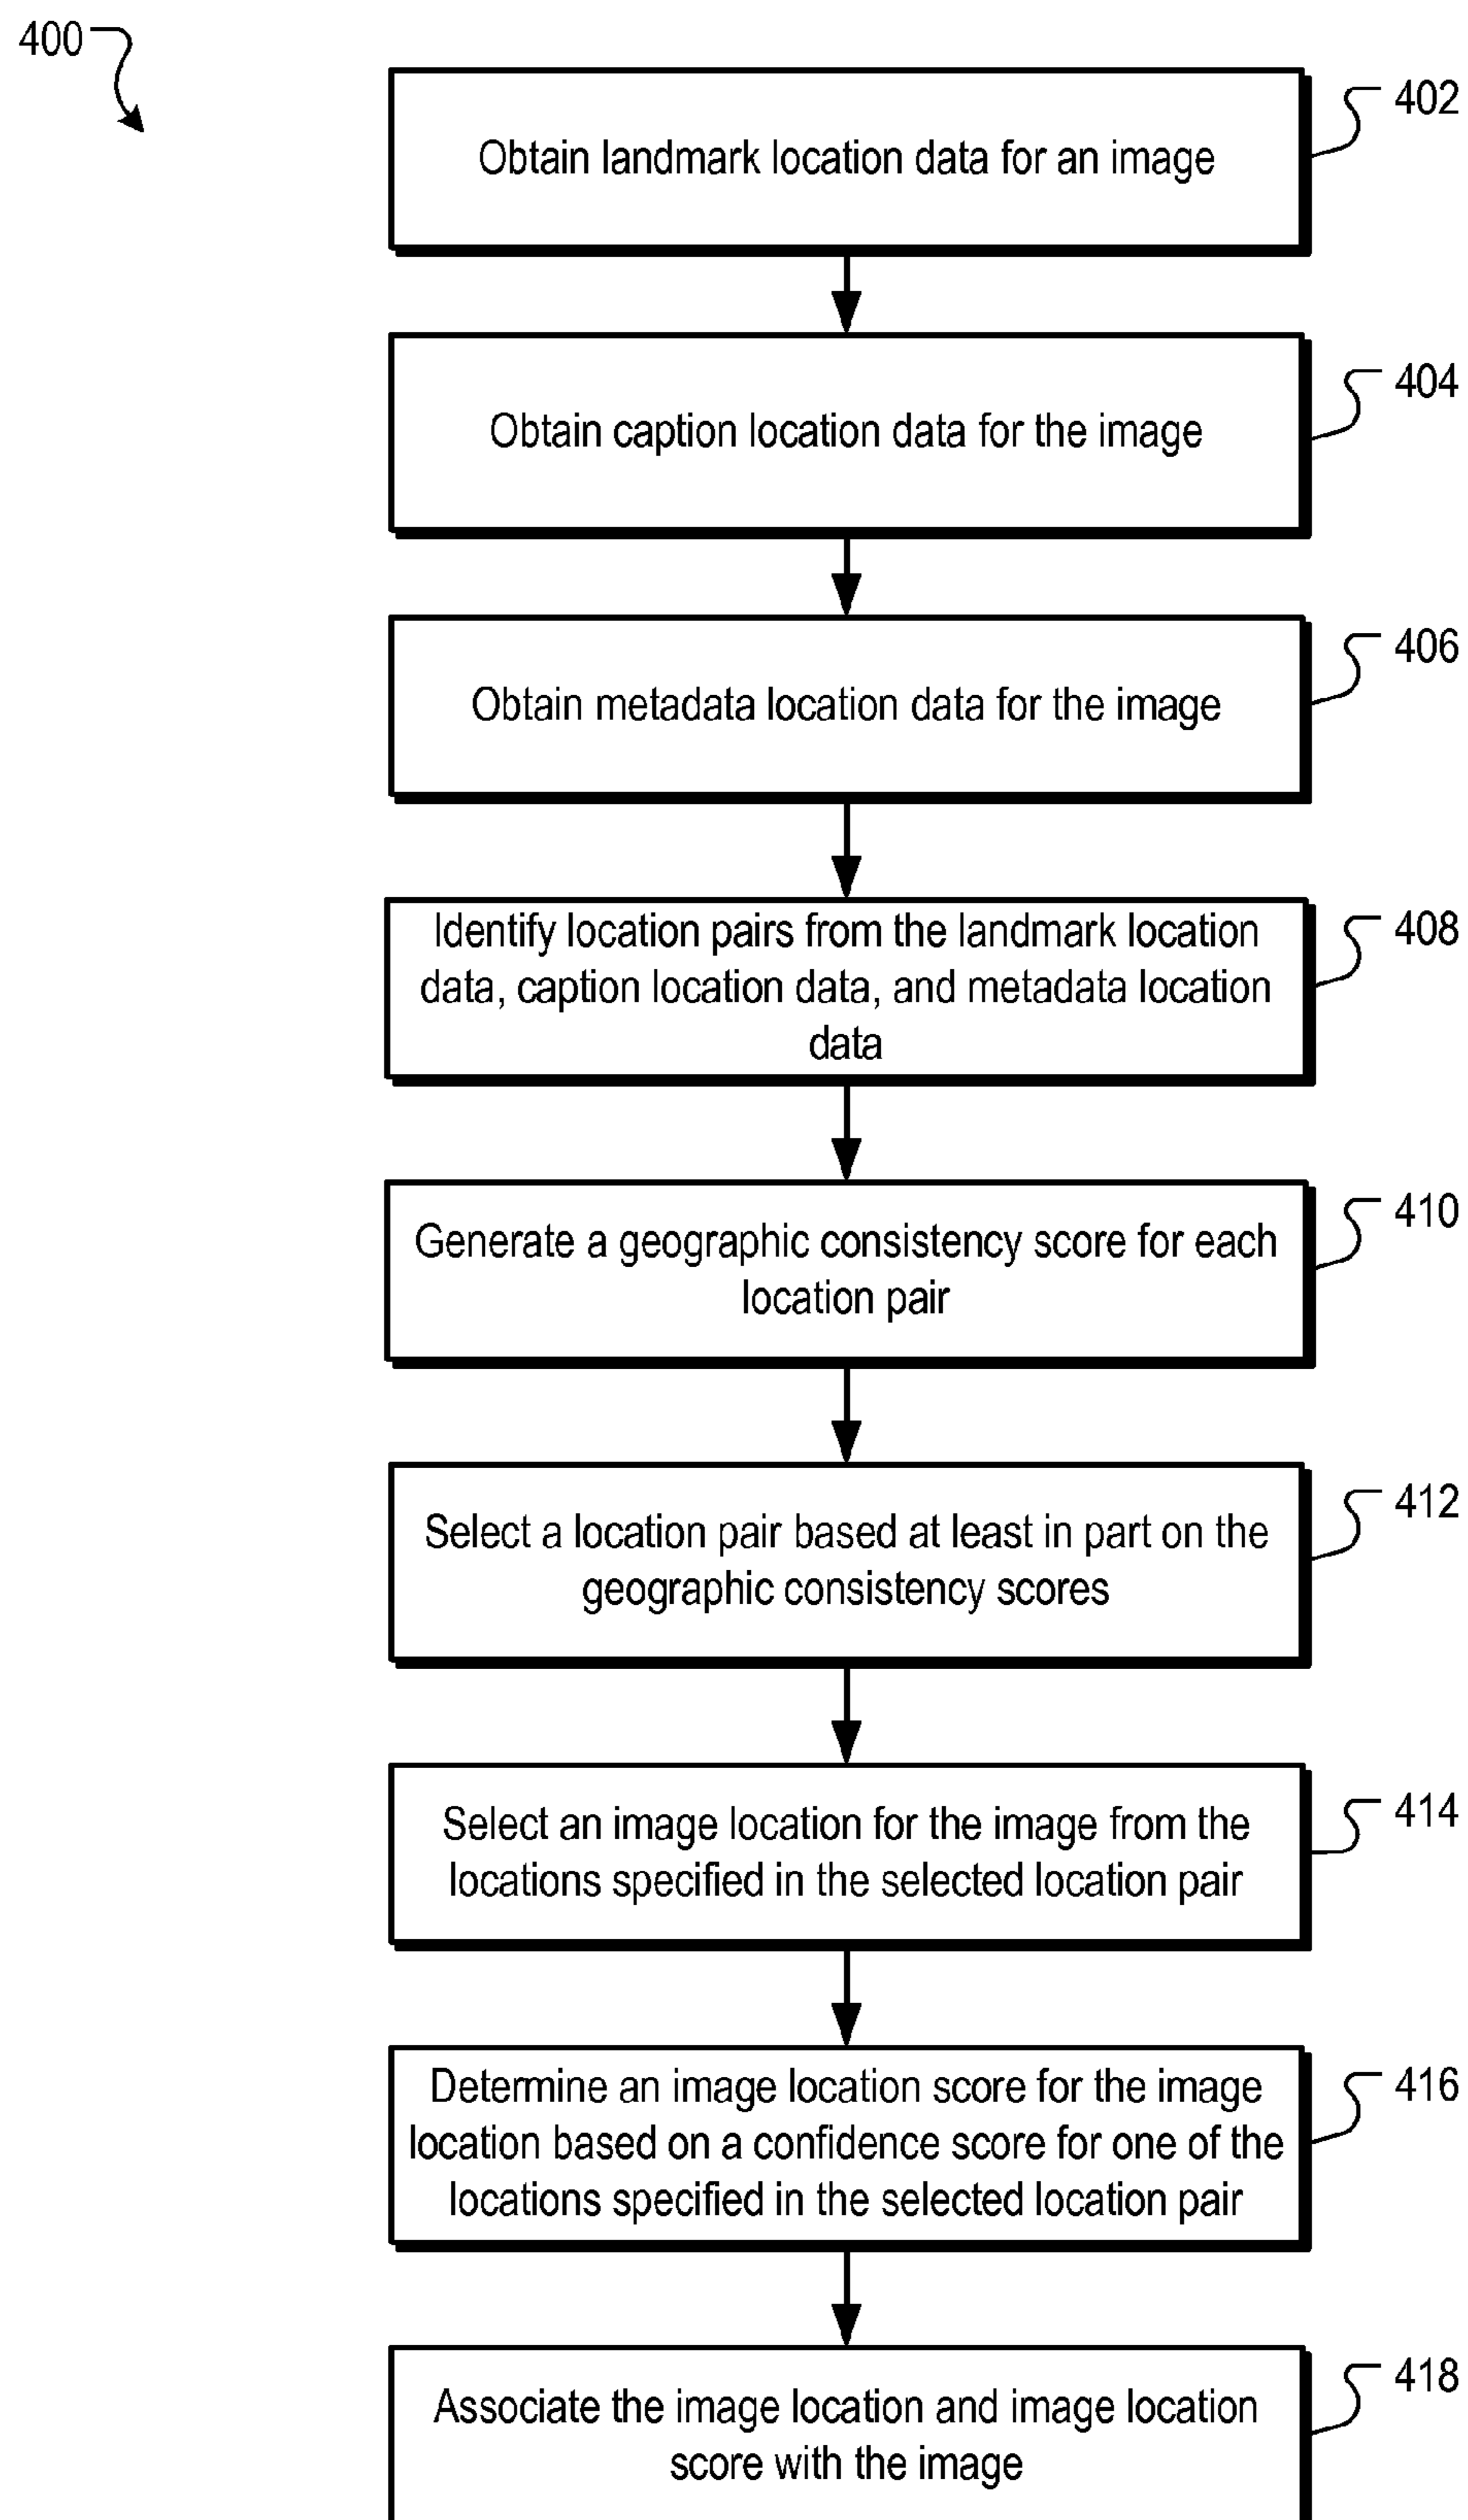 400
402
Obtain landmark location data for an image
404
Obtain caption location data for the image
406
Obtain metadata location data for the image
408
Identify location pairs from the landmark location
data, caption location data, and metadata location
data
410
Generate a geographic consistency score for each
location pair
412
Select a location pair based at least in part on the
geographic consistency scores
414
Select an image location for the image from the
locations specified in the selected location pair
416
Determine an image location score for the image
location based on a confidence score for one of the
locations specified in the selected location pair
418
Associate the image location and image location
score with the image